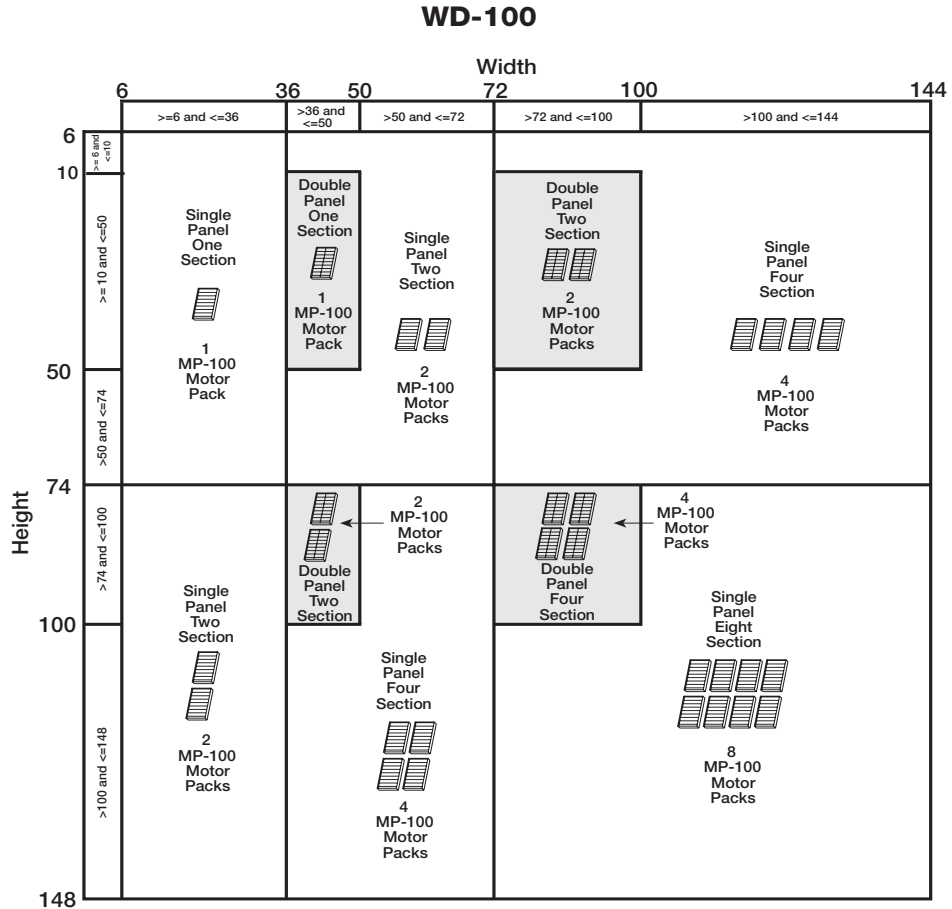 WD-100
Width
6 36 50 72 100 144
>=6 and <=36
>36 and
<=50
>50 and <=72
>72 and <=100
>100 and <=144
Height
6
10
50
74
100
148
>= 6 and
<=10
>= 10 and <=50
>50 and <=74
>74 and <=100
>100 and <=148
Single
Panel
One
Section
1
MP-100
Motor
Pack
Double
Panel
One
Section
1
MP-100
Motor
Pack
Single
Panel
Two
Section
2
MP-100
Motor
Packs
Double
Panel
Two
Section
2
MP-100
Motor
Packs
Single
Panel
Four
Section
4
MP-100
Motor
Packs
Single
Panel
Two
Section
2
MP-100
Motor
Packs
Double
Panel
Two
Section
2
MP-100
Motor
Packs
Single
Panel
Four
Section
4
MP-100
Motor
Packs
Double
Panel
Four
Section
4
MP-100
Motor
Packs
Single
Panel
Eight
Section
8
MP-100
Motor
Packs